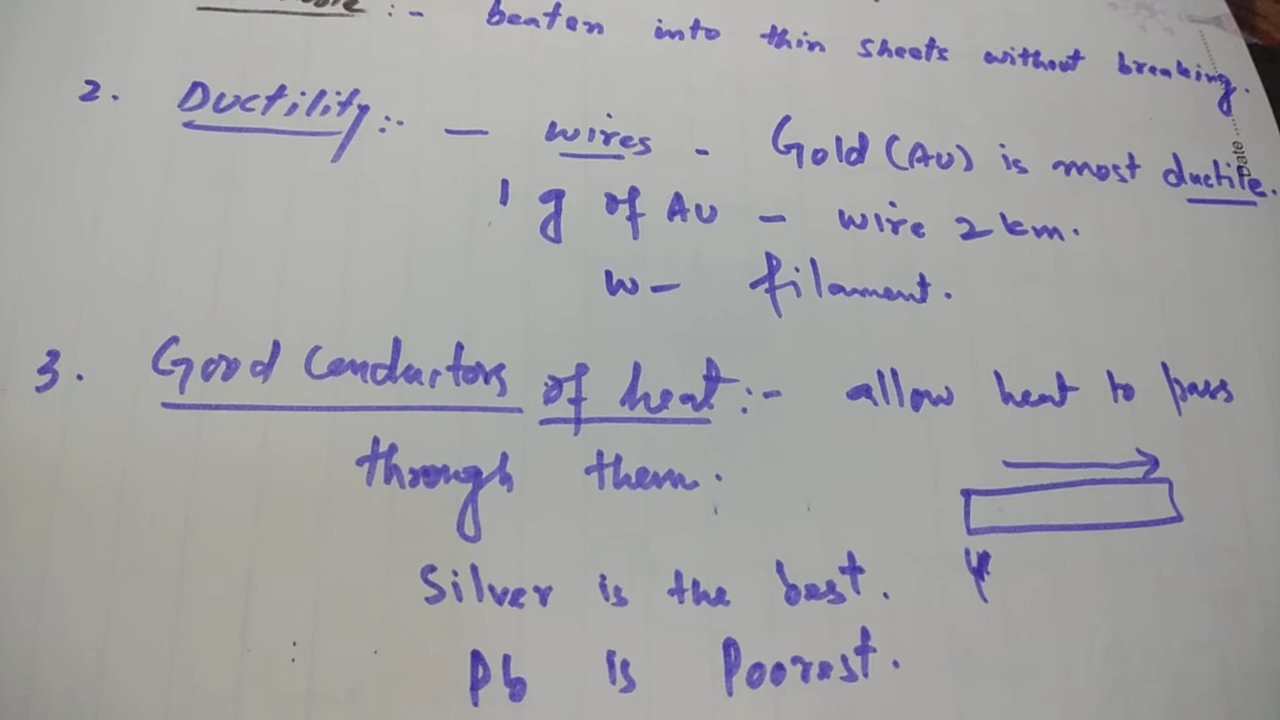 :- beaten into thin sheets without breaking.
2. Ductility:- — wires - Gold (Au) is most ductile.
1 g of Au - wire 2 km.
W- filament.
3. Good Conductors of heat:- allow heat to pass
through them.
Silver is the best.
Pb is Poorest.